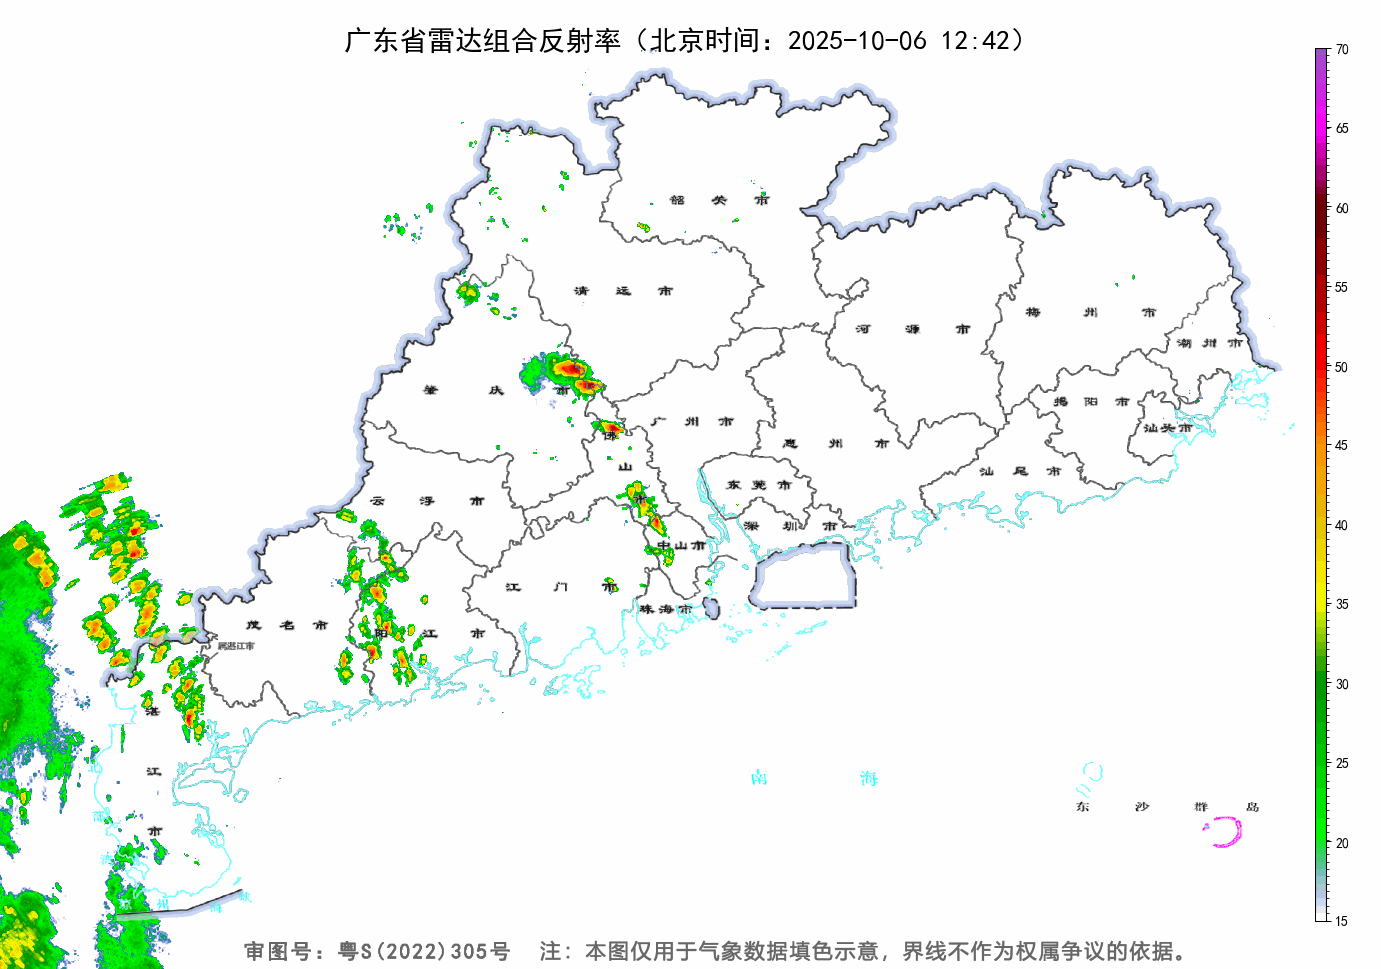 广东省雷达组合反射率（北京时间：2025-10-06 12:42）
70
65
60
55
50
45
40
35
30
25
20
15
韶关市
清远市
河源市
梅州市
潮州市
肇庆市
广州市
惠州市
揭阳市
汕头市
汕尾市
佛山市
东莞市
云浮市
深圳市
中山市
江门市
珠海市
茂名市
属湛江市
阳江市
湛江市
南海
东沙群岛
审图号：粤S(2022)305号 注：本图仅用于气象数据填色示意，界线不作为权属争议的依据。